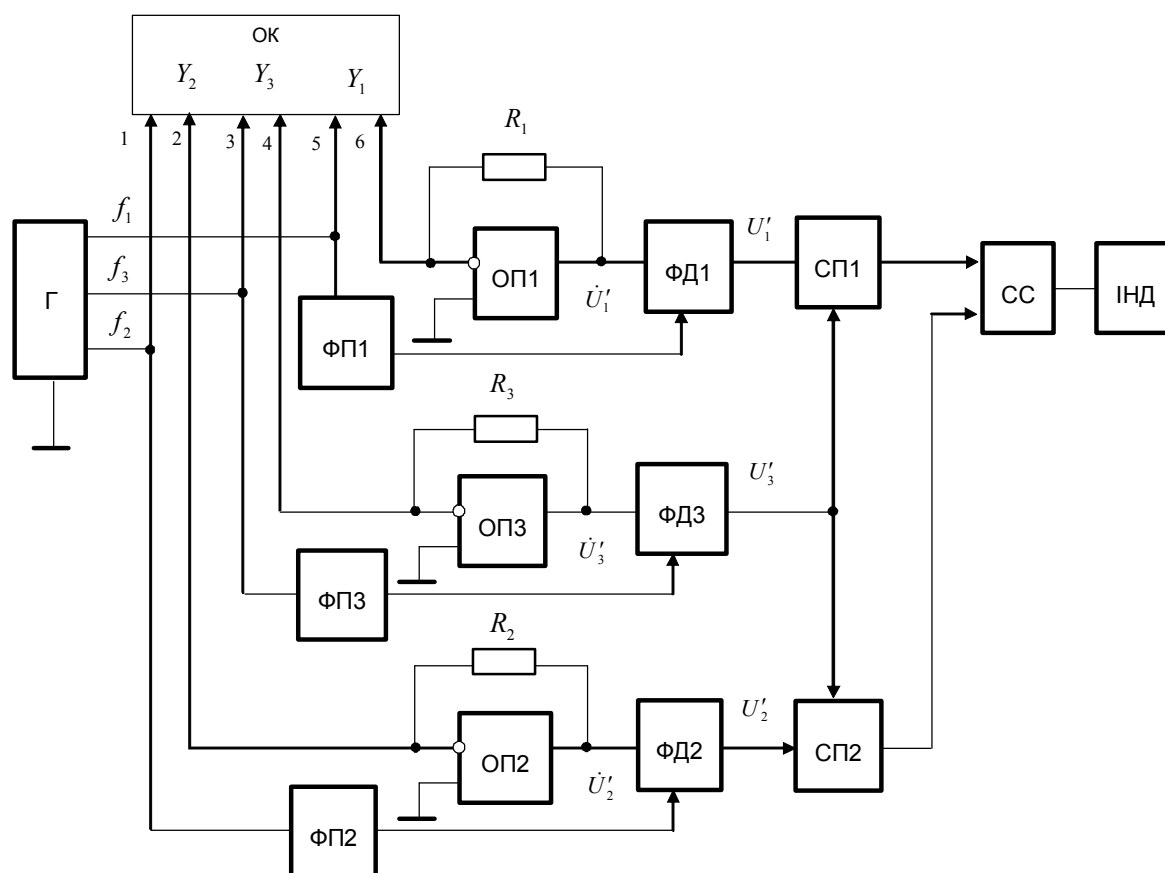 ОК
Y₂ Y₃ Y₁
1 2 3 4 5 6
R₁
f₁
f₃
f₂
Г
ОП1
ФД1
U′₁
СП1
СС
ІНД
U̇′₁
ФП1
R₃
ОП3
ФД3
U′₃
U̇′₃
ФП3
R₂
ОП2
ФД2
U′₂
СП2
U̇′₂
ФП2